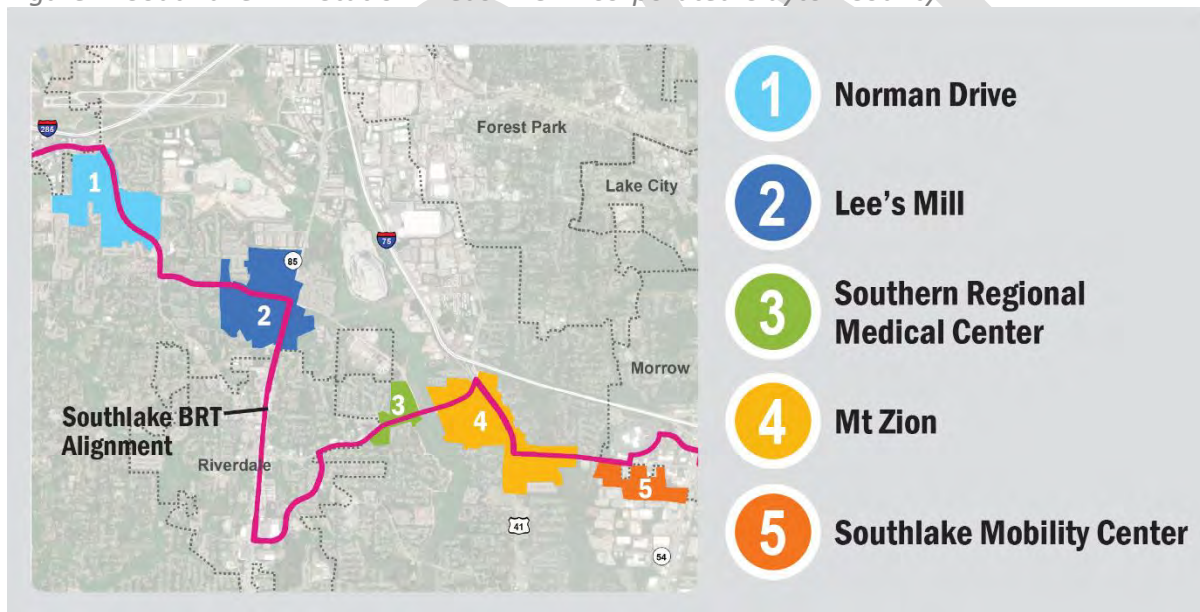 285
Forest Park
Lake City
1
75
85
2
Morrow
Southlake BRT
Alignment
3
4
Riverdale
5
41
54
1 Norman Drive
2 Lee's Mill
3 Southern Regional
Medical Center
4 Mt Zion
5 Southlake Mobility Center